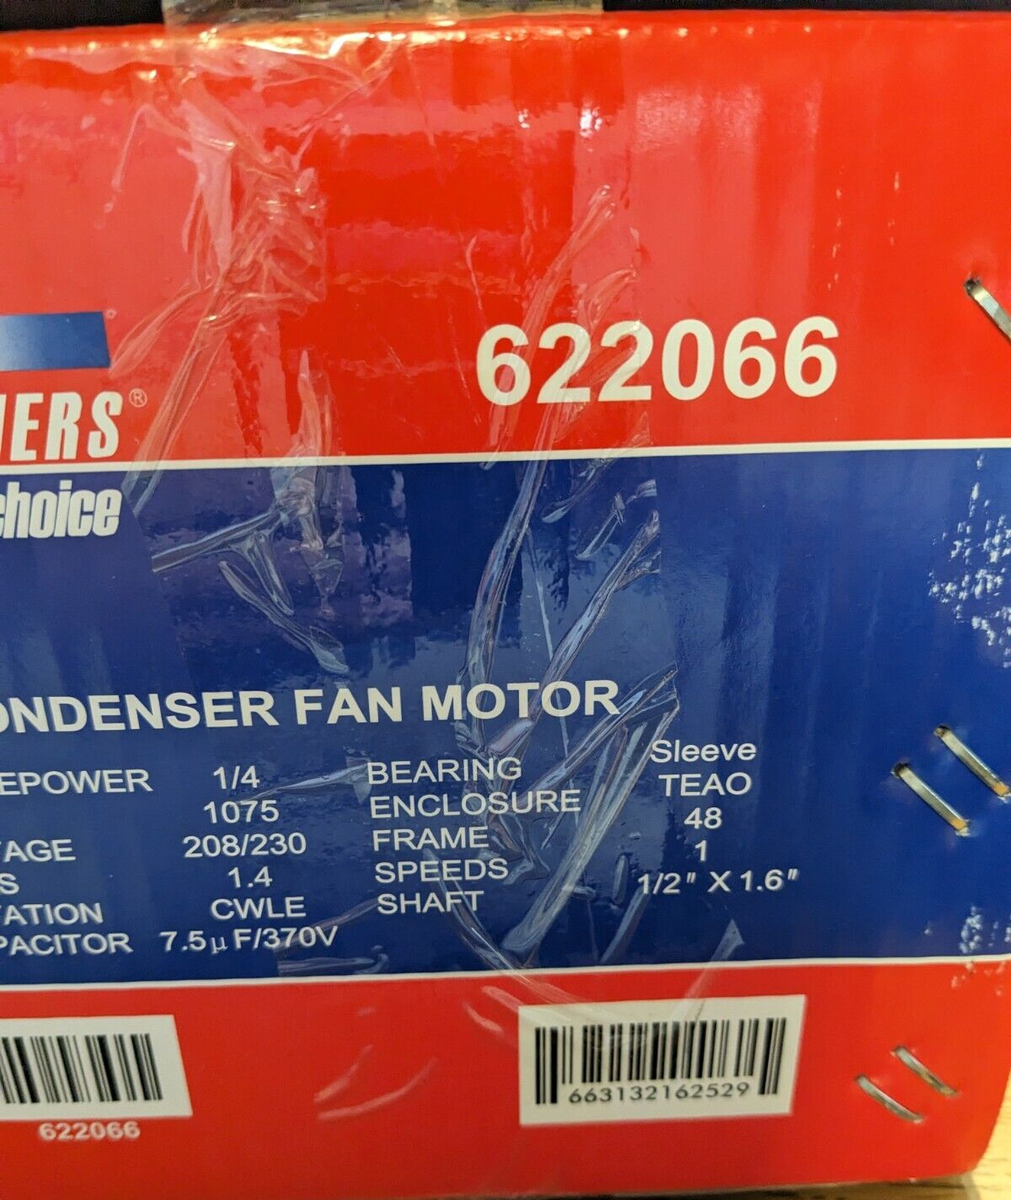 622066
NERS®
choice
ONDENSER FAN MOTOR
EPOWER 1/4 BEARING Sleeve
1075 ENCLOSURE TEAO
AGE 208/230 FRAME 48
S 1.4 SPEEDS 1
ATION CWLE SHAFT 1/2" X 1.6"
PACITOR 7.5µF/370V
663132162529
622066